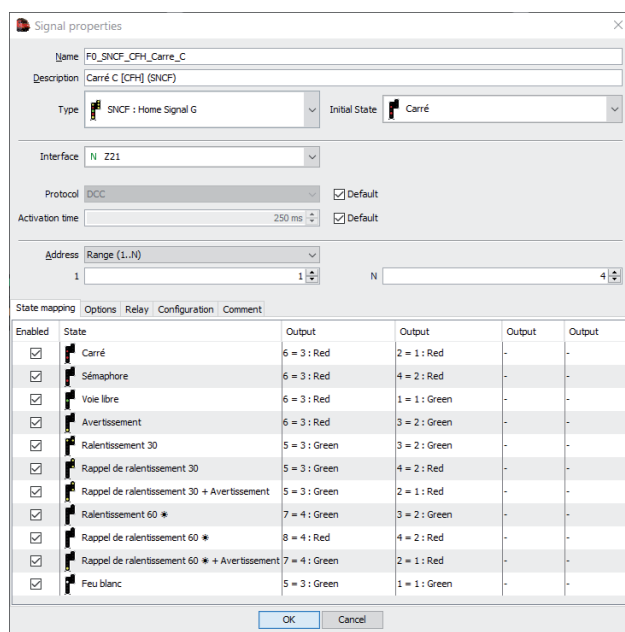 Signal properties
Name F0_SNCF_CFH_Carre_C
Description Carré C [CFH] (SNCF)
Type SNCF : Home Signal G Initial State Carré
Interface N Z21
Protocol DCC Default
Activation time 250 ms Default
Address Range (1..N)
1 1 N 4
State mapping Options Relay Configuration Comment
Enabled State Output Output Output Output
Carré 6 = 3 : Red 2 = 1 : Red - -
Sémaphore 6 = 3 : Red 4 = 2 : Red - -
Voie libre 6 = 3 : Red 1 = 1 : Green - -
Avertissement 6 = 3 : Red 3 = 2 : Green - -
Ralentissement 30 5 = 3 : Green 3 = 2 : Green - -
Rappel de ralentissement 30 5 = 3 : Green 4 = 2 : Red - -
Rappel de ralentissement 30 + Avertissement 5 = 3 : Green 2 = 1 : Red - -
Ralentissement 60 ☀ 7 = 4 : Green 3 = 2 : Green - -
Rappel de ralentissement 60 ☀ 8 = 4 : Red 4 = 2 : Red - -
Rappel de ralentissement 60 ☀ + Avertissement 7 = 4 : Green 2 = 1 : Red - -
Feu blanc 5 = 3 : Green 1 = 1 : Green - -
OK Cancel